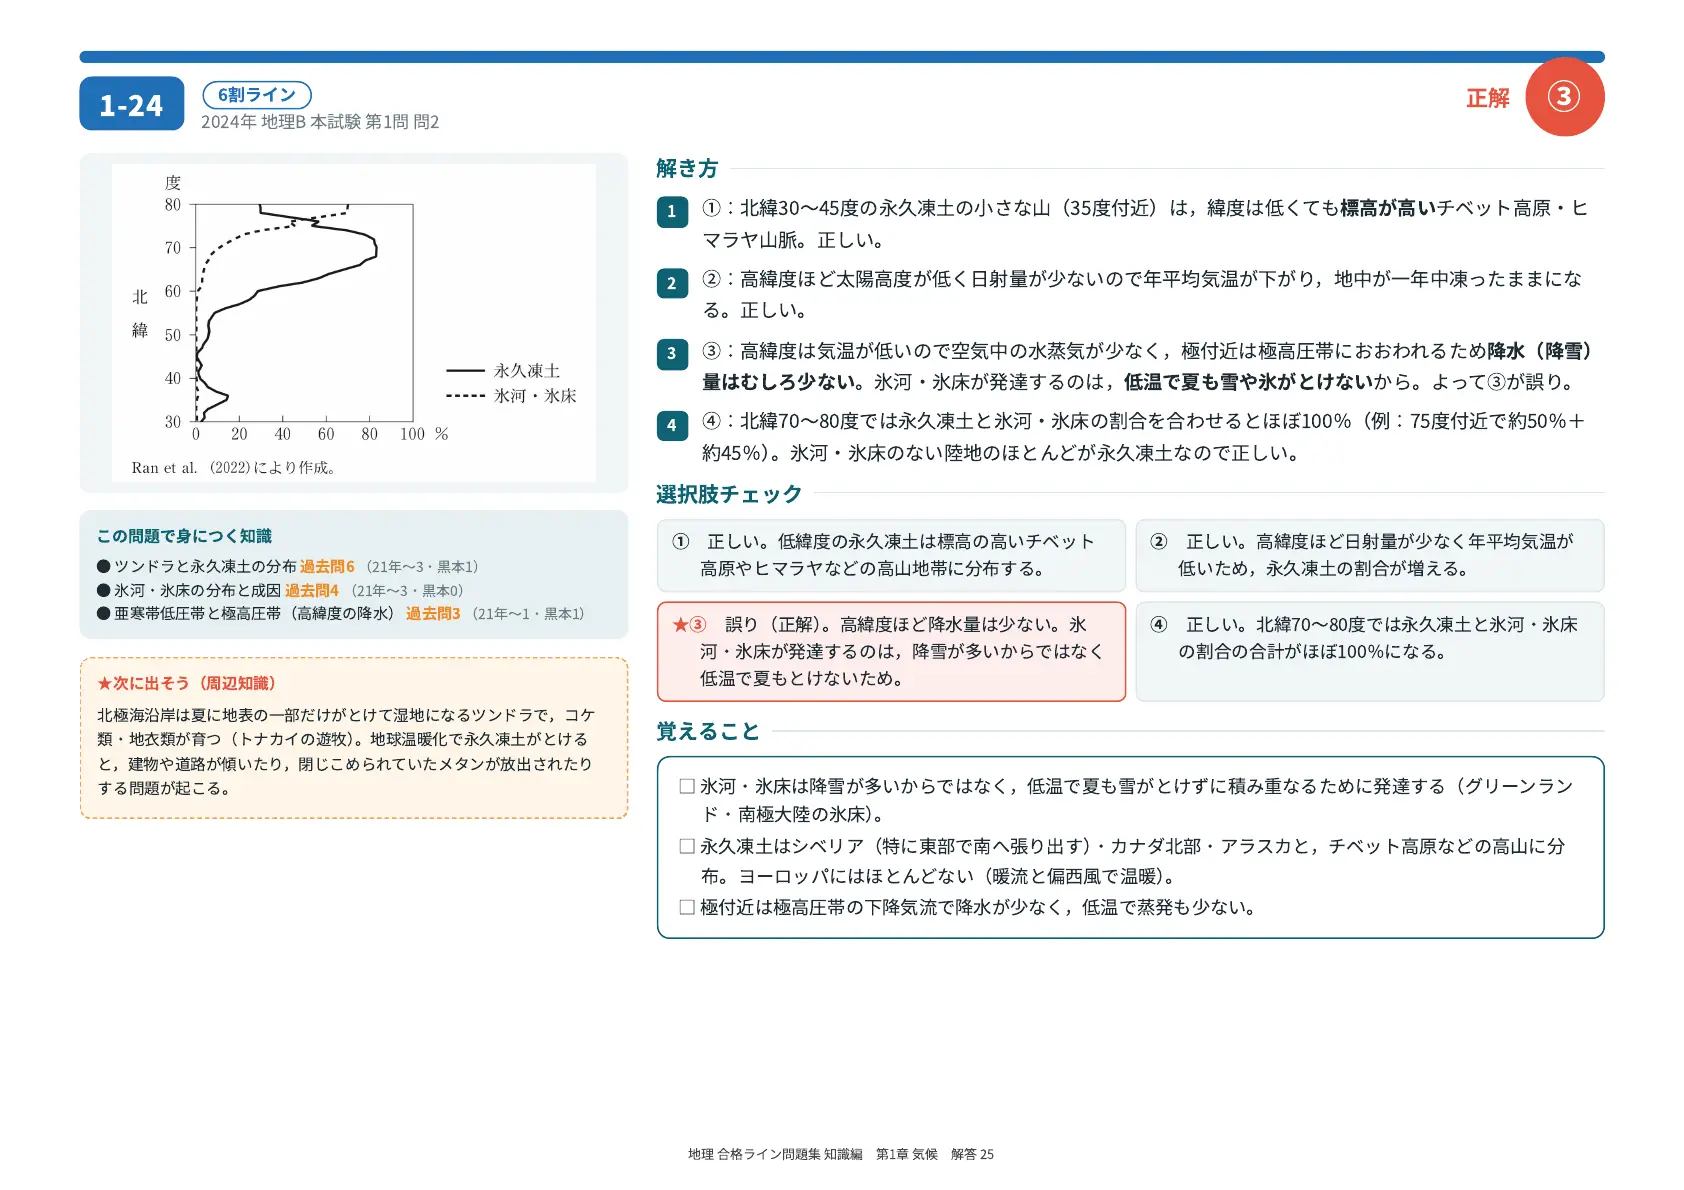 1-24
6割ライン
2024年 地理B 本試験 第1問 問2
正解 ③
度
80
70
60
50
40
30
北
緯
0 20 40 60 80 100 %
永久凍土
氷河・氷床
Ran et al. (2022)により作成。
この問題で身につく知識
●ツンドラと永久凍土の分布 過去問6 (21年〜3・黒本1)
●氷河・氷床の分布と成因 過去問4 (21年〜3・黒本0)
●亜寒帯低圧帯と極高圧帯（高緯度の降水） 過去問3 (21年〜1・黒本1)
★次に出そう（周辺知識）
北極海沿岸は夏に地表の一部だけがとけて湿地になるツンドラで，コケ
類・地衣類が育つ（トナカイの遊牧）。地球温暖化で永久凍土がとける
と，建物や道路が傾いたり，閉じこめられていたメタンが放出されたり
する問題が起こる。
解き方
1 ①：北緯30〜45度の永久凍土の小さな山（35度付近）は，緯度は低くても標高が高いチベット高原・ヒ
マラヤ山脈。正しい。
2 ②：高緯度ほど太陽高度が低く日射量が少ないので年平均気温が下がり，地中が一年中凍ったままにな
る。正しい。
3 ③：高緯度は気温が低いので空気中の水蒸気が少なく，極付近は極高圧帯におおわれるため降水（降雪）
量はむしろ少ない。氷河・氷床が発達するのは，低温で夏も雪や氷がとけないから。よって③が誤り。
4 ④：北緯70〜80度では永久凍土と氷河・氷床の割合を合わせるとほぼ100％（例：75度付近で約50％＋
約45％）。氷河・氷床のない陸地のほとんどが永久凍土なので正しい。
選択肢チェック
① 正しい。低緯度の永久凍土は標高の高いチベット
高原やヒマラヤなどの高山地帯に分布する。
② 正しい。高緯度ほど日射量が少なく年平均気温が
低いため，永久凍土の割合が増える。
★③ 誤り（正解）。高緯度ほど降水量は少ない。氷
河・氷床が発達するのは，降雪が多いからではなく
低温で夏もとけないため。
④ 正しい。北緯70〜80度では永久凍土と氷河・氷床
の割合の合計がほぼ100％になる。
覚えること
□ 氷河・氷床は降雪が多いからではなく，低温で夏も雪がとけずに積み重なるために発達する（グリーンラン
ド・南極大陸の氷床）。
□ 永久凍土はシベリア（特に東部で南へ張り出す）・カナダ北部・アラスカと，チベット高原などの高山に分
布。ヨーロッパにはほとんどない（暖流と偏西風で温暖）。
□ 極付近は極高圧帯の下降気流で降水が少なく，低温で蒸発も少ない。
地理 合格ライン問題集 知識編 第1章 気候 解答 25